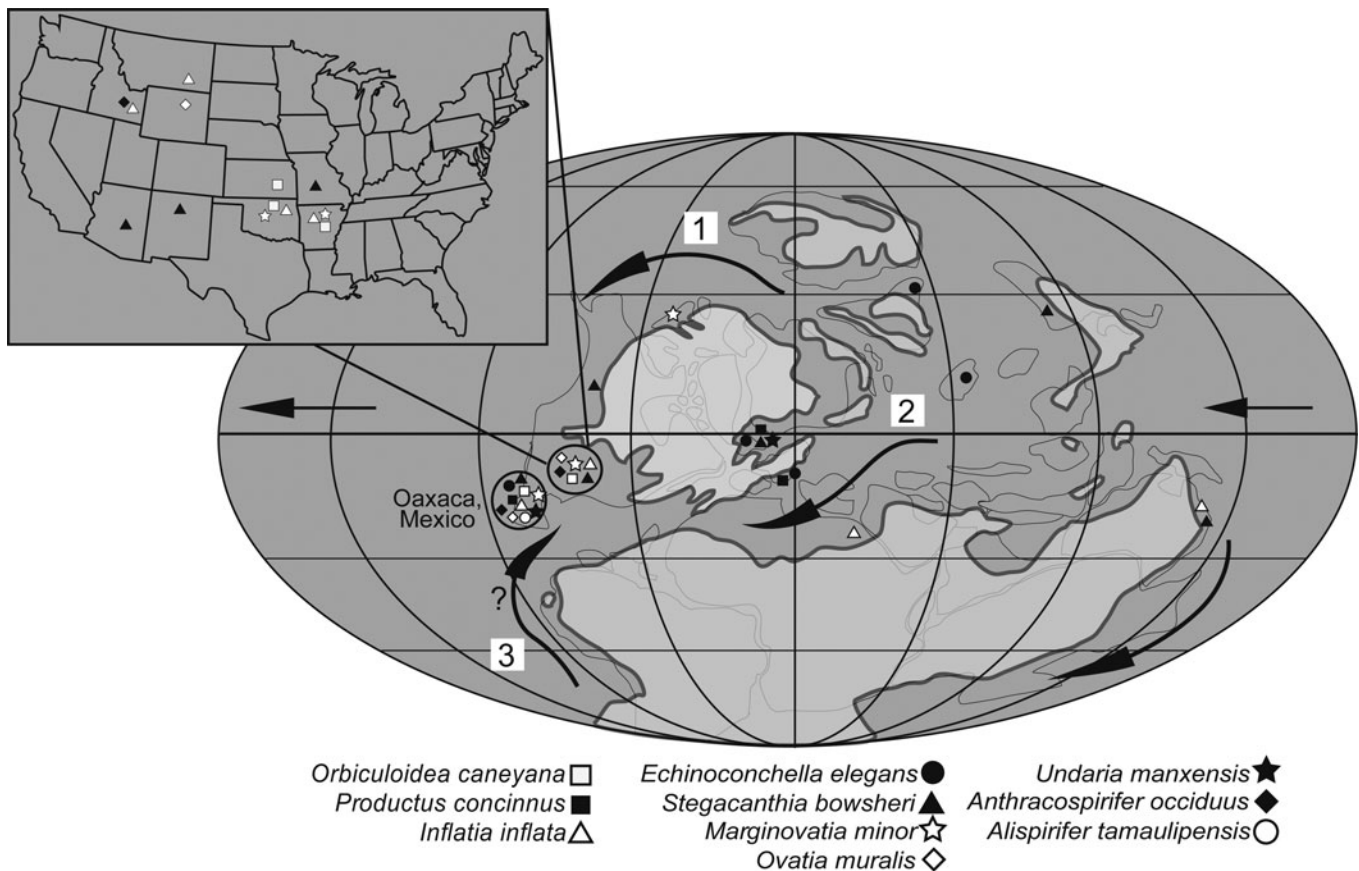 1
2
Oaxaca,
Mexico
?
3
Orbiculoidea caneyana
Productus concinnus
Inflatia inflata
Echinoconchella elegans
Stegacanthia bowsheri
Marginovatia minor
Ovatia muralis
Undaria manxensis
Anthracospirifer occiduus
Alispirifer tamaulipensis